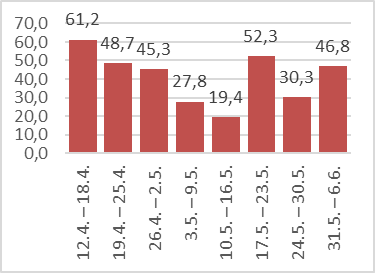 70,0
60,0
50,0
40,0
30,0
20,0
10,0
0,0
61,2
48,7
45,3
27,8
19,4
52,3
30,3
46,8
12.4. – 18.4.
19.4. – 25.4.
26.4. – 2.5.
3.5. – 9.5.
10.5. – 16.5.
17.5. – 23.5.
24.5. – 30.5.
31.5. – 6.6.